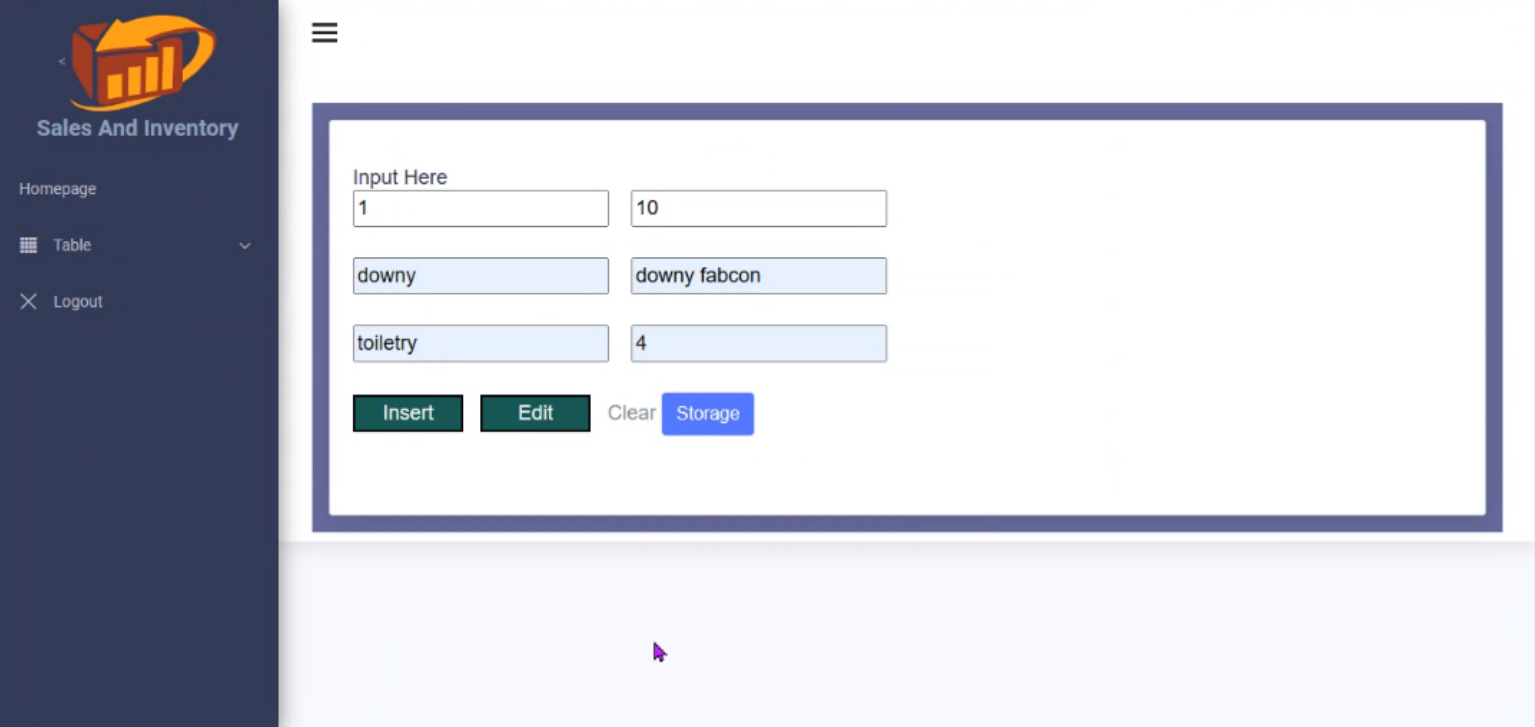 <
Sales And Inventory
Homepage
Table
Logout
Input Here
1 10
downy downy fabcon
toiletry 4
Insert Edit Clear Storage